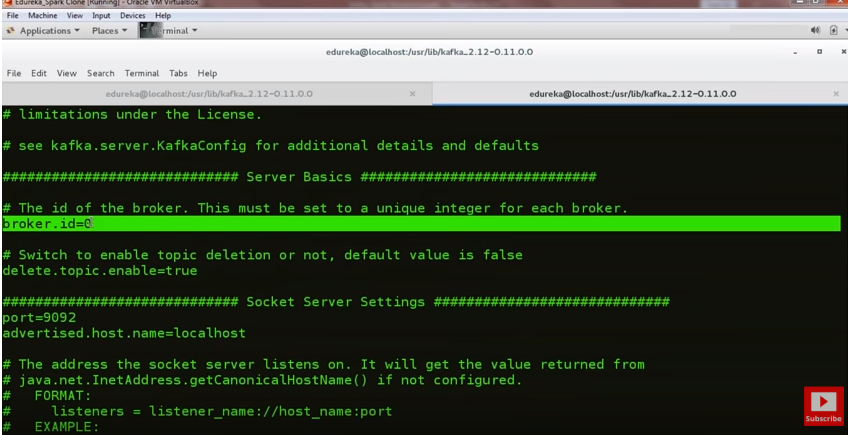 Edureka_Spark Clone [Running] - Oracle VM VirtualBox
File Machine View Input Devices Help
Applications Places rminal
edureka@localhost:/usr/lib/kafka_2.12-0.11.0.0
File Edit View Search Terminal Tabs Help
edureka@localhost:/usr/lib/kafka_2.12-0.11.0.0 × edureka@localhost:/usr/lib/kafka_2.12-0.11.0.0 ×
# limitations under the License.
# see kafka.server.KafkaConfig for additional details and defaults
############################# Server Basics #############################
# The id of the broker. This must be set to a unique integer for each broker.
broker.id=0
# Switch to enable topic deletion or not, default value is false
delete.topic.enable=true
############################# Socket Server Settings #############################
port=9092
advertised.host.name=localhost
# The address the socket server listens on. It will get the value returned from
# java.net.InetAddress.getCanonicalHostName() if not configured.
#   FORMAT:
#     listeners = listener_name://host_name:port
#   EXAMPLE:
Subscribe